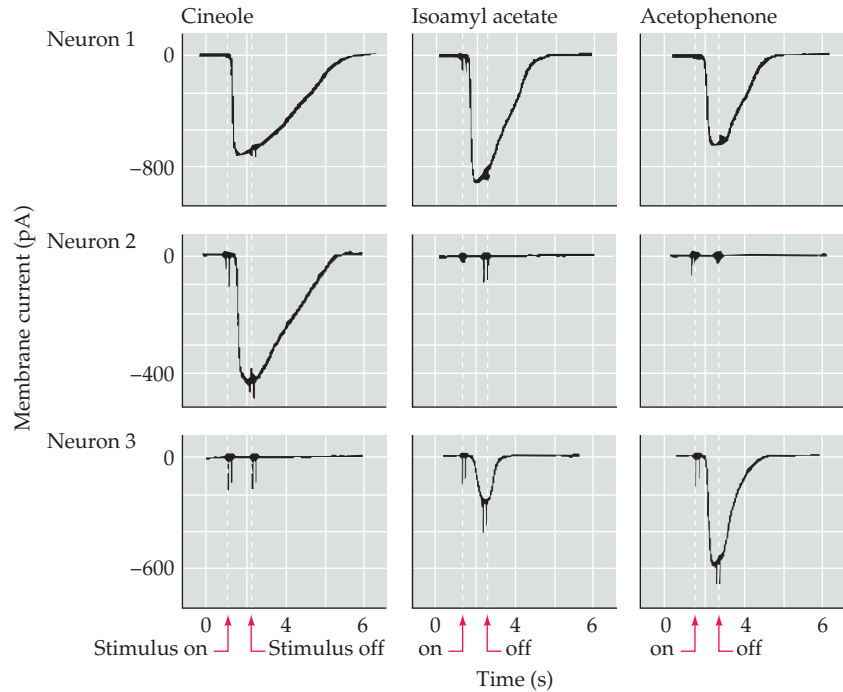 Cineole Isoamyl acetate Acetophenone
Neuron 1
0
−800
Neuron 2
0
−400
Neuron 3
0
−600
Membrane current (pA)
0 4 6 0 4 6 0 4 6
Stimulus on Stimulus off on off on off
Time (s)